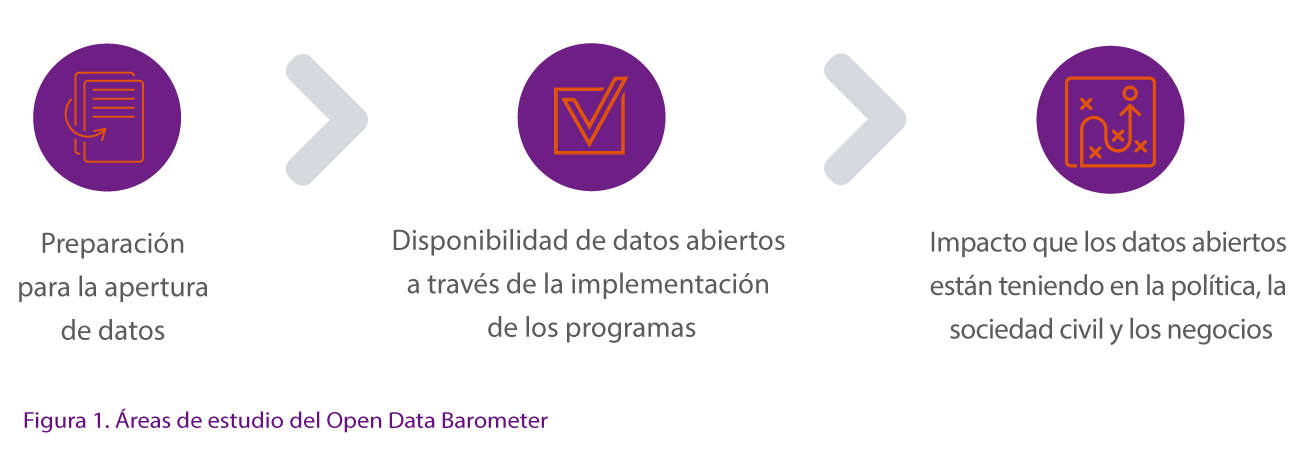 Preparación
para la apertura
de datos
Disponibilidad de datos abiertos
a través de la implementación
de los programas
Impacto que los datos abiertos
están teniendo en la política, la
sociedad civil y los negocios
Figura 1. Áreas de estudio del Open Data Barometer